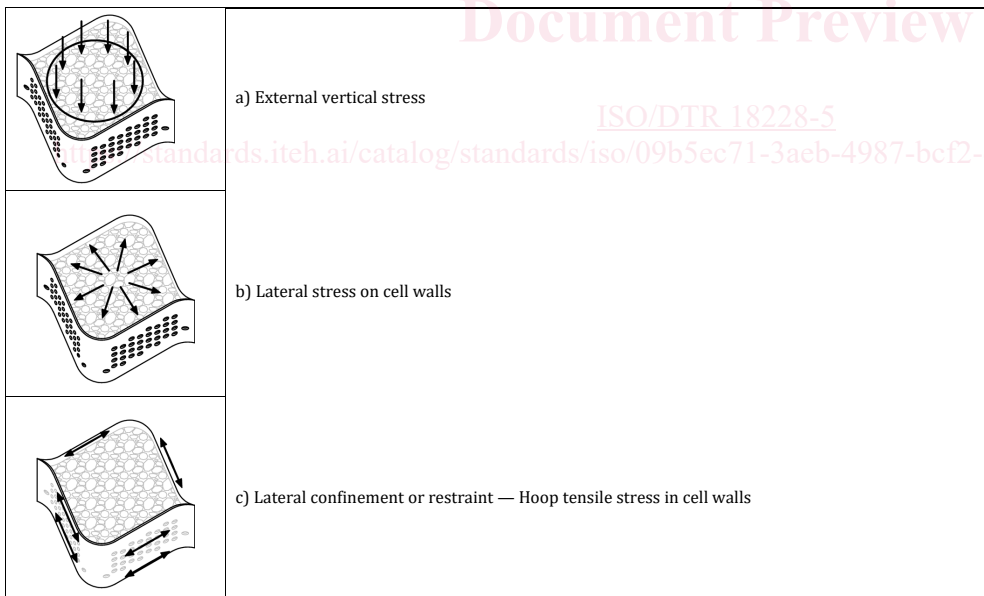 Document Preview
a) External vertical stress
ISO/DTR 18228-5
standards.iteh.ai/catalog/standards/iso/09b5ec71-3aeb-4987-bcf2-
b) Lateral stress on cell walls
c) Lateral confinement or restraint — Hoop tensile stress in cell walls